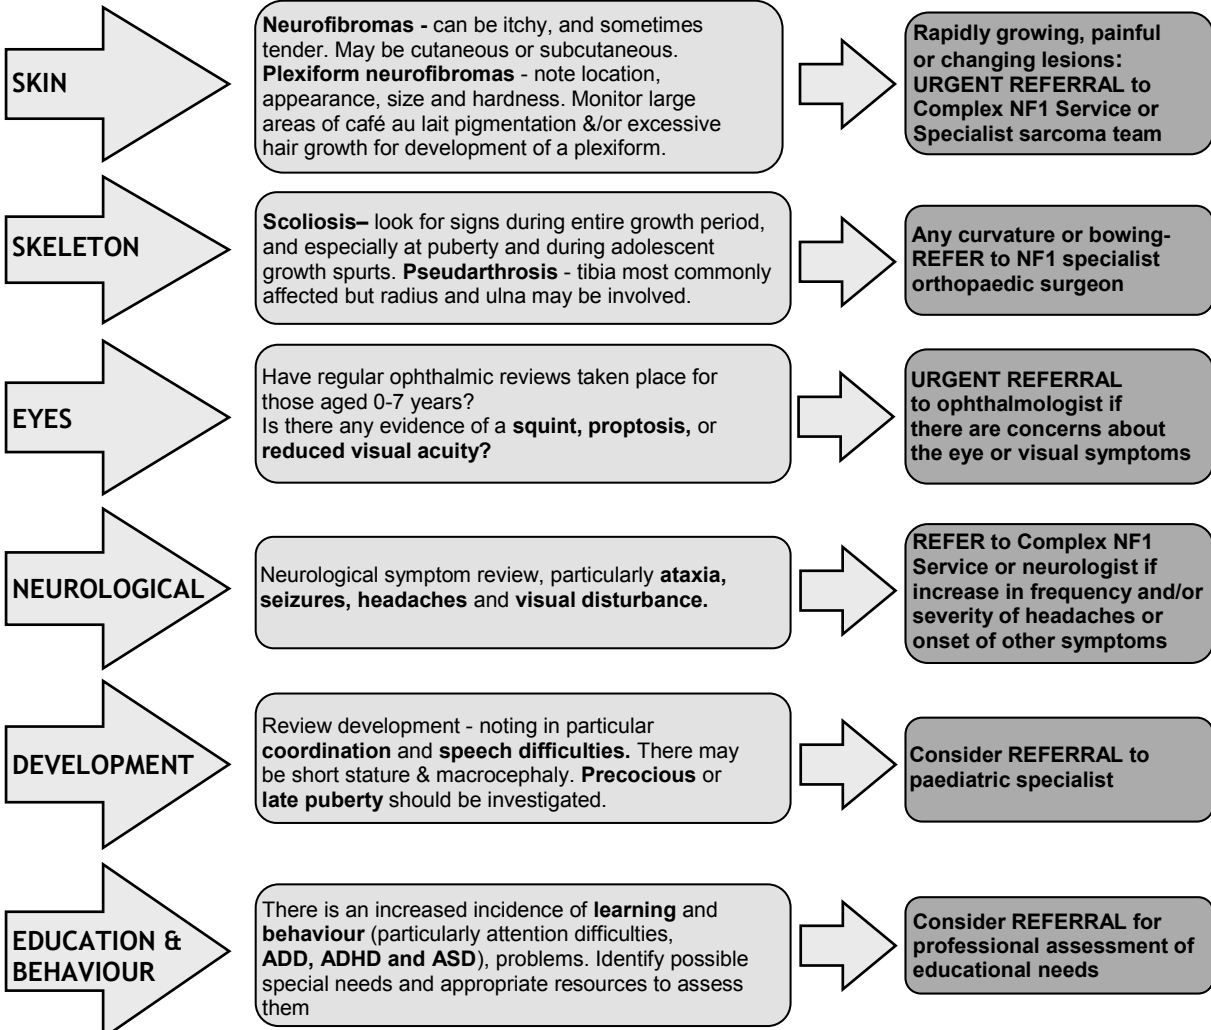 SKIN
Neurofibromas - can be itchy, and sometimes
tender. May be cutaneous or subcutaneous.
Plexiform neurofibromas - note location,
appearance, size and hardness. Monitor large
areas of café au lait pigmentation &/or excessive
hair growth for development of a plexiform.
Rapidly growing, painful
or changing lesions:
URGENT REFERRAL to
Complex NF1 Service or
Specialist sarcoma team
SKELETON
Scoliosis– look for signs during entire growth period,
and especially at puberty and during adolescent
growth spurts. Pseudarthrosis - tibia most commonly
affected but radius and ulna may be involved.
Any curvature or bowing-
REFER to NF1 specialist
orthopaedic surgeon
EYES
Have regular ophthalmic reviews taken place for
those aged 0-7 years?
Is there any evidence of a squint, proptosis, or
reduced visual acuity?
URGENT REFERRAL
to ophthalmologist if
there are concerns about
the eye or visual symptoms
NEUROLOGICAL
Neurological symptom review, particularly ataxia,
seizures, headaches and visual disturbance.
REFER to Complex NF1
Service or neurologist if
increase in frequency and/or
severity of headaches or
onset of other symptoms
DEVELOPMENT
Review development - noting in particular
coordination and speech difficulties. There may
be short stature & macrocephaly. Precocious or
late puberty should be investigated.
Consider REFERRAL to
paediatric specialist
EDUCATION &
BEHAVIOUR
There is an increased incidence of learning and
behaviour (particularly attention difficulties,
ADD, ADHD and ASD), problems. Identify possible
special needs and appropriate resources to assess
them
Consider REFERRAL for
professional assessment of
educational needs